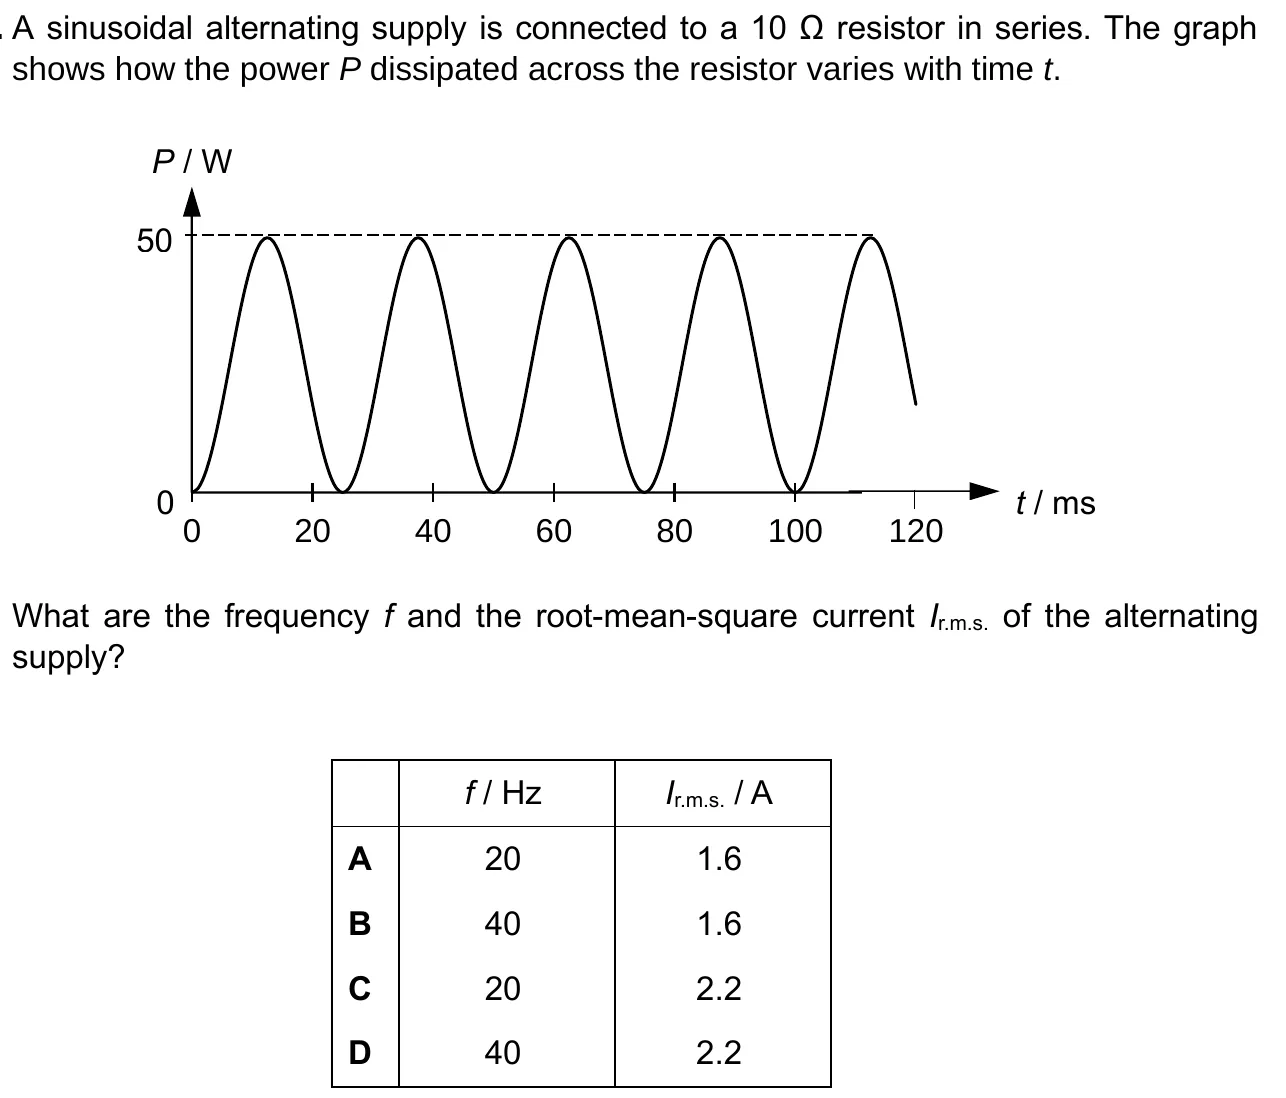 . A sinusoidal alternating supply is connected to a 10 Ω resistor in series. The graph
shows how the power P dissipated across the resistor varies with time t.
P / W
50
0
0 20 40 60 80 100 120
t / ms
What are the frequency f and the root-mean-square current Ir.m.s. of the alternating
supply?
f / Hz Ir.m.s. / A
A 20 1.6
B 40 1.6
C 20 2.2
D 40 2.2